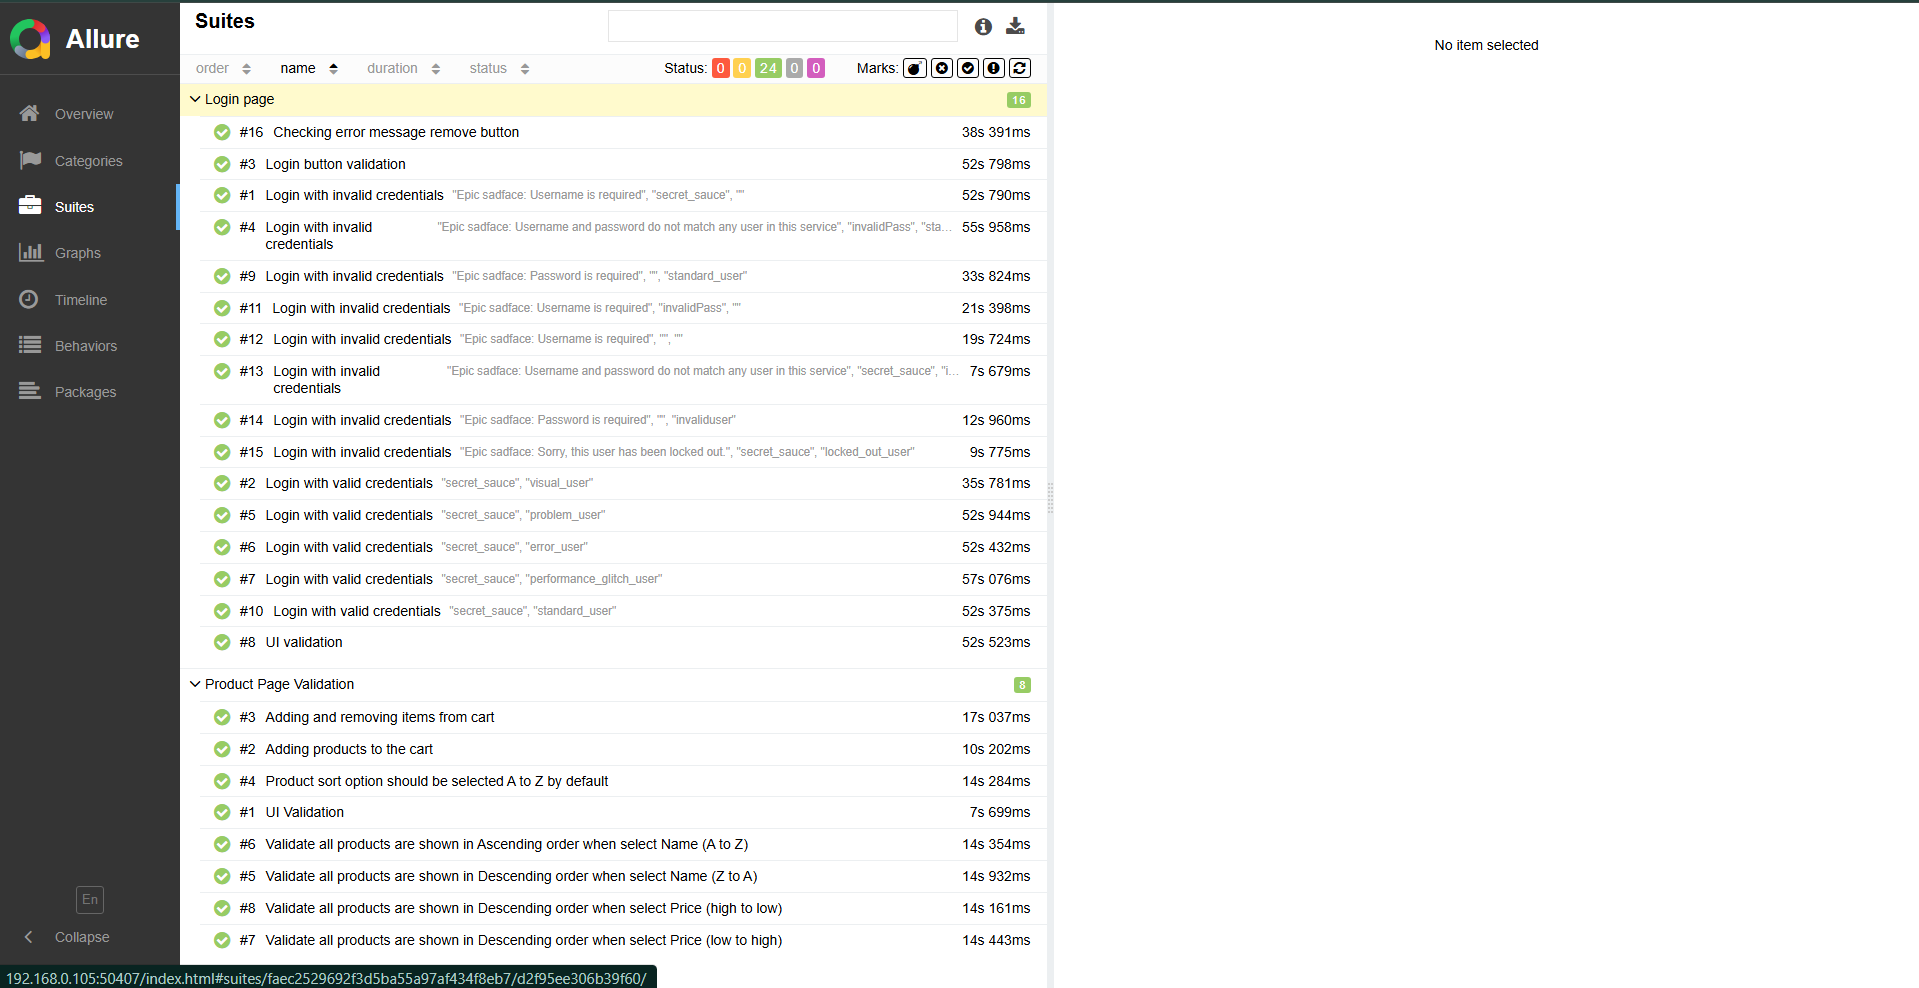 Allure
Overview
Categories
Suites
Graphs
Timeline
Behaviors
Packages
En
Collapse
Suites
order name duration status Status: 0 0 24 0 0 Marks:
Login page 16
#16 Checking error message remove button 38s 391ms
#3 Login button validation 52s 798ms
#1 Login with invalid credentials "Epic sadface: Username is required", "secret_sauce", "" 52s 790ms
#4 Login with invalid credentials "Epic sadface: Username and password do not match any user in this service", "invalidPass", "sta... 55s 958ms
#9 Login with invalid credentials "Epic sadface: Password is required", "", "standard_user" 33s 824ms
#11 Login with invalid credentials "Epic sadface: Username is required", "invalidPass", "" 21s 398ms
#12 Login with invalid credentials "Epic sadface: Username is required", "", "" 19s 724ms
#13 Login with invalid credentials "Epic sadface: Username and password do not match any user in this service", "secret_sauce", "i... 7s 679ms
#14 Login with invalid credentials "Epic sadface: Password is required", "", "invaliduser" 12s 960ms
#15 Login with invalid credentials "Epic sadface: Sorry, this user has been locked out.", "secret_sauce", "locked_out_user" 9s 775ms
#2 Login with valid credentials "secret_sauce", "visual_user" 35s 781ms
#5 Login with valid credentials "secret_sauce", "problem_user" 52s 944ms
#6 Login with valid credentials "secret_sauce", "error_user" 52s 432ms
#7 Login with valid credentials "secret_sauce", "performance_glitch_user" 57s 076ms
#10 Login with valid credentials "secret_sauce", "standard_user" 52s 375ms
#8 UI validation 52s 523ms
Product Page Validation 8
#3 Adding and removing items from cart 17s 037ms
#2 Adding products to the cart 10s 202ms
#4 Product sort option should be selected A to Z by default 14s 284ms
#1 UI Validation 7s 699ms
#6 Validate all products are shown in Ascending order when select Name (A to Z) 14s 354ms
#5 Validate all products are shown in Descending order when select Name (Z to A) 14s 932ms
#8 Validate all products are shown in Descending order when select Price (high to low) 14s 161ms
#7 Validate all products are shown in Descending order when select Price (low to high) 14s 443ms
No item selected
192.168.0.105:50407/index.html#suites/faec2529692f3d5ba55a97af434f8eb7/d2f95ee306b39f60/